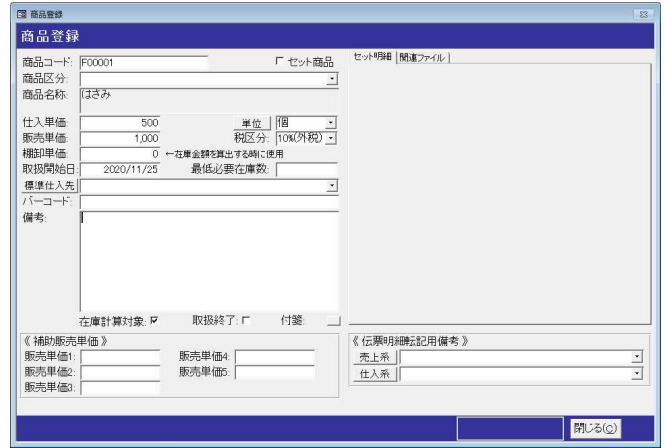 商品登録
商品登録
商品コード: F00001 セット商品
商品区分:
商品名称: はさみ
仕入単価: 500 単位 個
販売単価: 1,000 税区分: 10%(外税)
棚卸単価: 0 ←在庫金額を算出する時に使用
取扱開始日: 2020/11/25 最低必要在庫数:
標準仕入先
バーコード:
備考:
在庫計算対象: 取扱終了: 付箋:
《補助販売単価》
販売単価1: 販売単価4:
販売単価2: 販売単価5:
販売単価3:
セット明細 関連ファイル
《伝票明細転記用備考》
売上系
仕入系
閉じる(C)